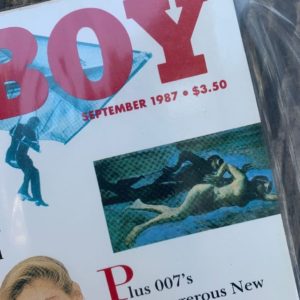 BOY
SEPTEMBER 1987 • $3.50
Plus 007's
gerous New